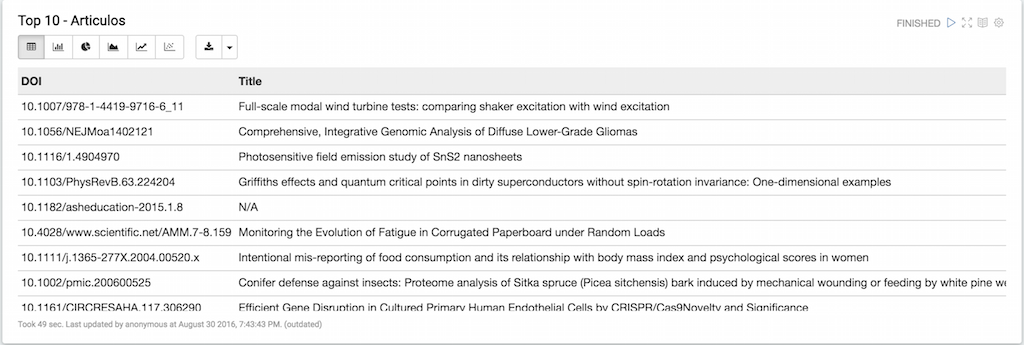 Top 10 - Articulos
FINISHED
DOI Title
10.1007/978-1-4419-9716-6_11 Full-scale modal wind turbine tests: comparing shaker excitation with wind excitation
10.1056/NEJMoa1402121 Comprehensive, Integrative Genomic Analysis of Diffuse Lower-Grade Gliomas
10.1116/1.4904970 Photosensitive field emission study of SnS2 nanosheets
10.1103/PhysRevB.63.224204 Griffiths effects and quantum critical points in dirty superconductors without spin-rotation invariance: One-dimensional examples
10.1182/asheducation-2015.1.8 N/A
10.4028/www.scientific.net/AMM.7-8.159 Monitoring the Evolution of Fatigue in Corrugated Paperboard under Random Loads
10.1111/j.1365-277X.2004.00520.x Intentional mis-reporting of food consumption and its relationship with body mass index and psychological scores in women
10.1002/pmic.200600525 Conifer defense against insects: Proteome analysis of Sitka spruce (Picea sitchensis) bark induced by mechanical wounding or feeding by white pine we
10.1161/CIRCRESAHA.117.306290 Efficient Gene Disruption in Cultured Primary Human Endothelial Cells by CRISPR/Cas9Novelty and Significance
Took 49 sec. Last updated by anonymous at August 30 2016, 7:43:43 PM. (outdated)